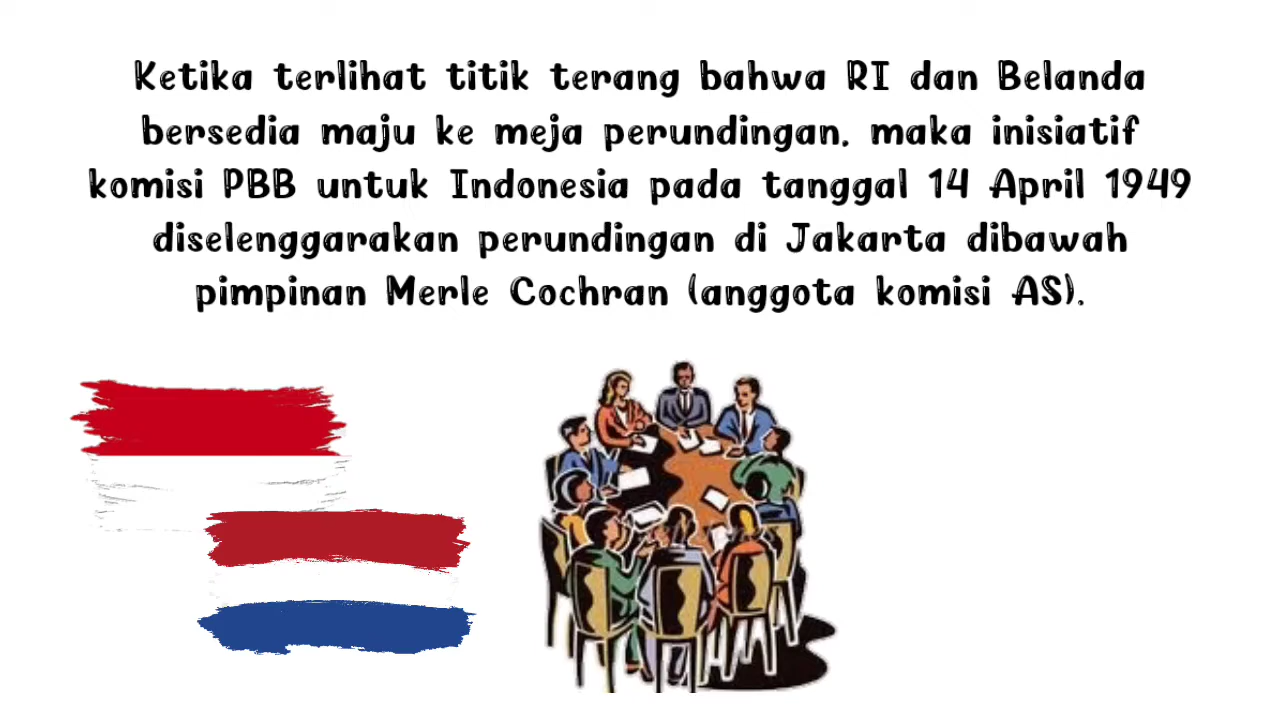 Ketika terlihat titik terang bahwa RI dan Belanda
bersedia maju ke meja perundingan, maka inisiatif
komisi PBB untuk Indonesia pada tanggal 14 April 1949
diselenggarakan perundingan di Jakarta dibawah
pimpinan Merle Cochran (anggota komisi AS).